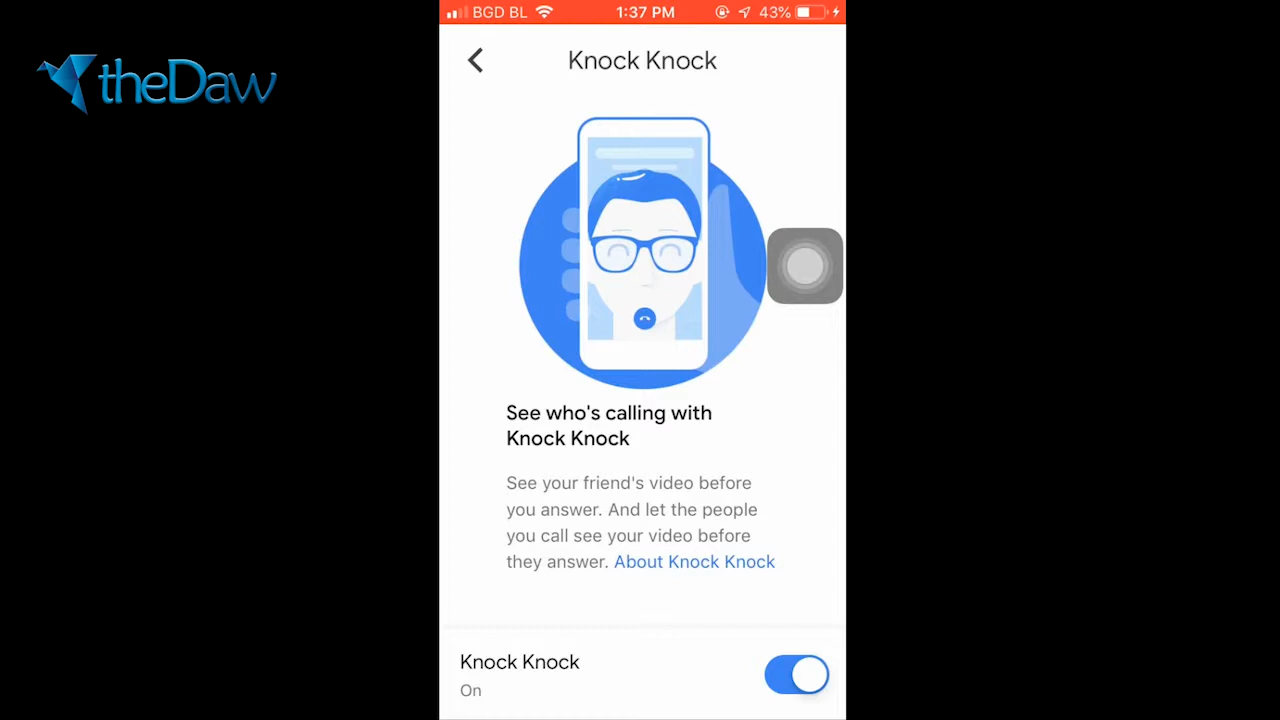 theDaw
BGD BL 1:37 PM 43%
Knock Knock
See who's calling with
Knock Knock
See your friend's video before
you answer. And let the people
you call see your video before
they answer. About Knock Knock
Knock Knock
On